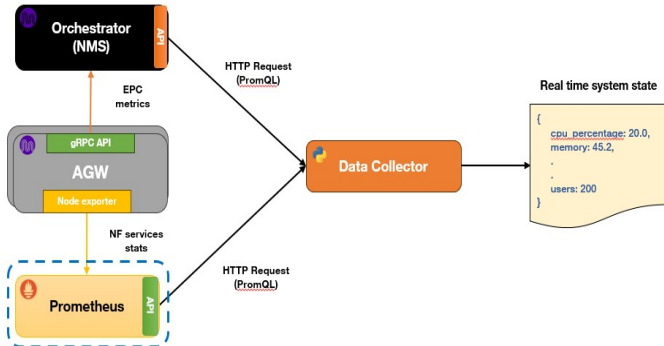 Orchestrator
(NMS)
API
EPC
metrics
gRPC API
AGW
Node exporter
NF services
stats
Prometheus
API
HTTP Request
(PromQL)
HTTP Request
(PromQL)
Data Collector
Real time system state
{
cpu_percentage: 20.0,
memory: 45.2,
.
.
users: 200
}